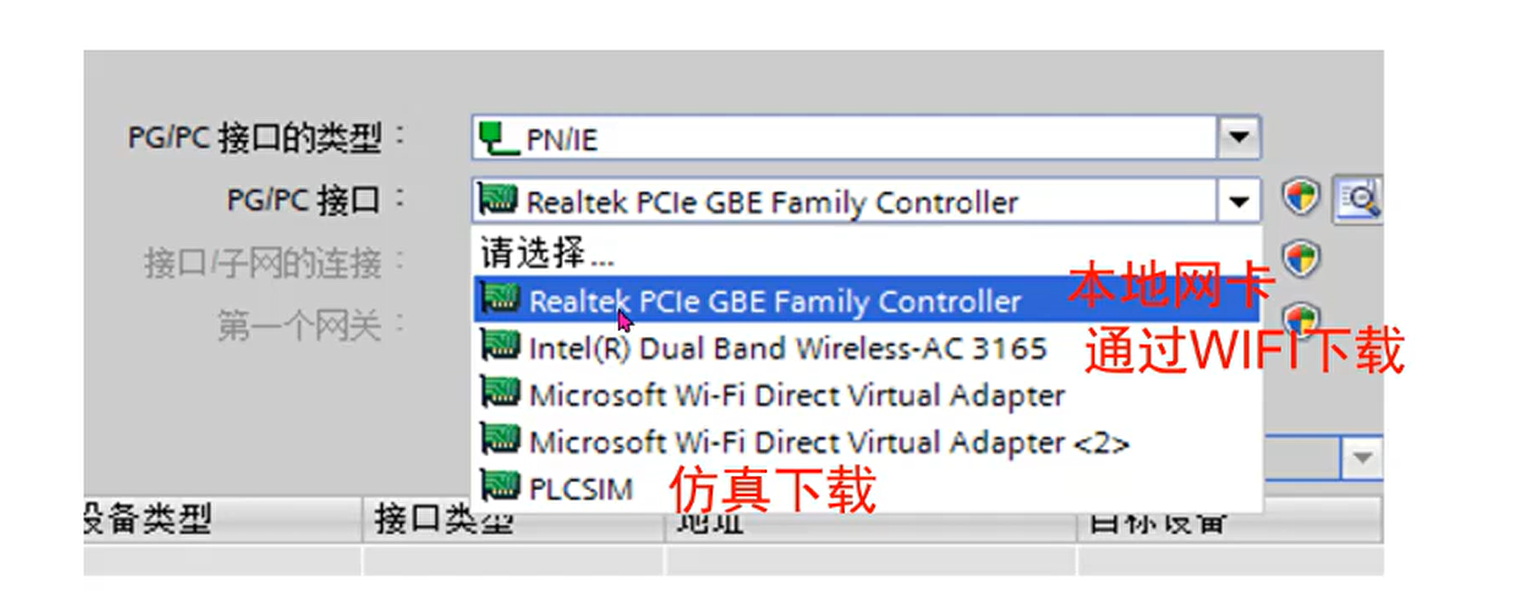 PG/PC 接口的类型： PN/IE
PG/PC 接口： Realtek PCIe GBE Family Controller
接口/子网的连接：
请选择...
第一个网关：
Realtek PCIe GBE Family Controller 本地网卡
Intel(R) Dual Band Wireless-AC 3165 通过WIFI下载
Microsoft Wi-Fi Direct Virtual Adapter
Microsoft Wi-Fi Direct Virtual Adapter <2>
PLCSIM 仿真下载
设备类型 接口类型 地址 目标设备